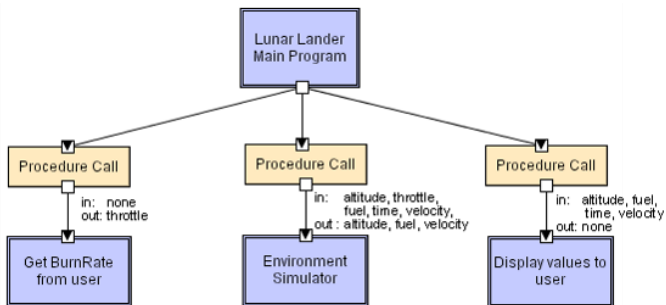 Lunar Lander
Main Program
Procedure Call
Procedure Call
Procedure Call
in: none
out: throttle
in: altitude, throttle,
fuel, time, velocity,
out : altitude, fuel, velocity
in: altitude, fuel,
time, velocity
out: none
Get BurnRate
from user
Environment
Simulator
Display values to
user